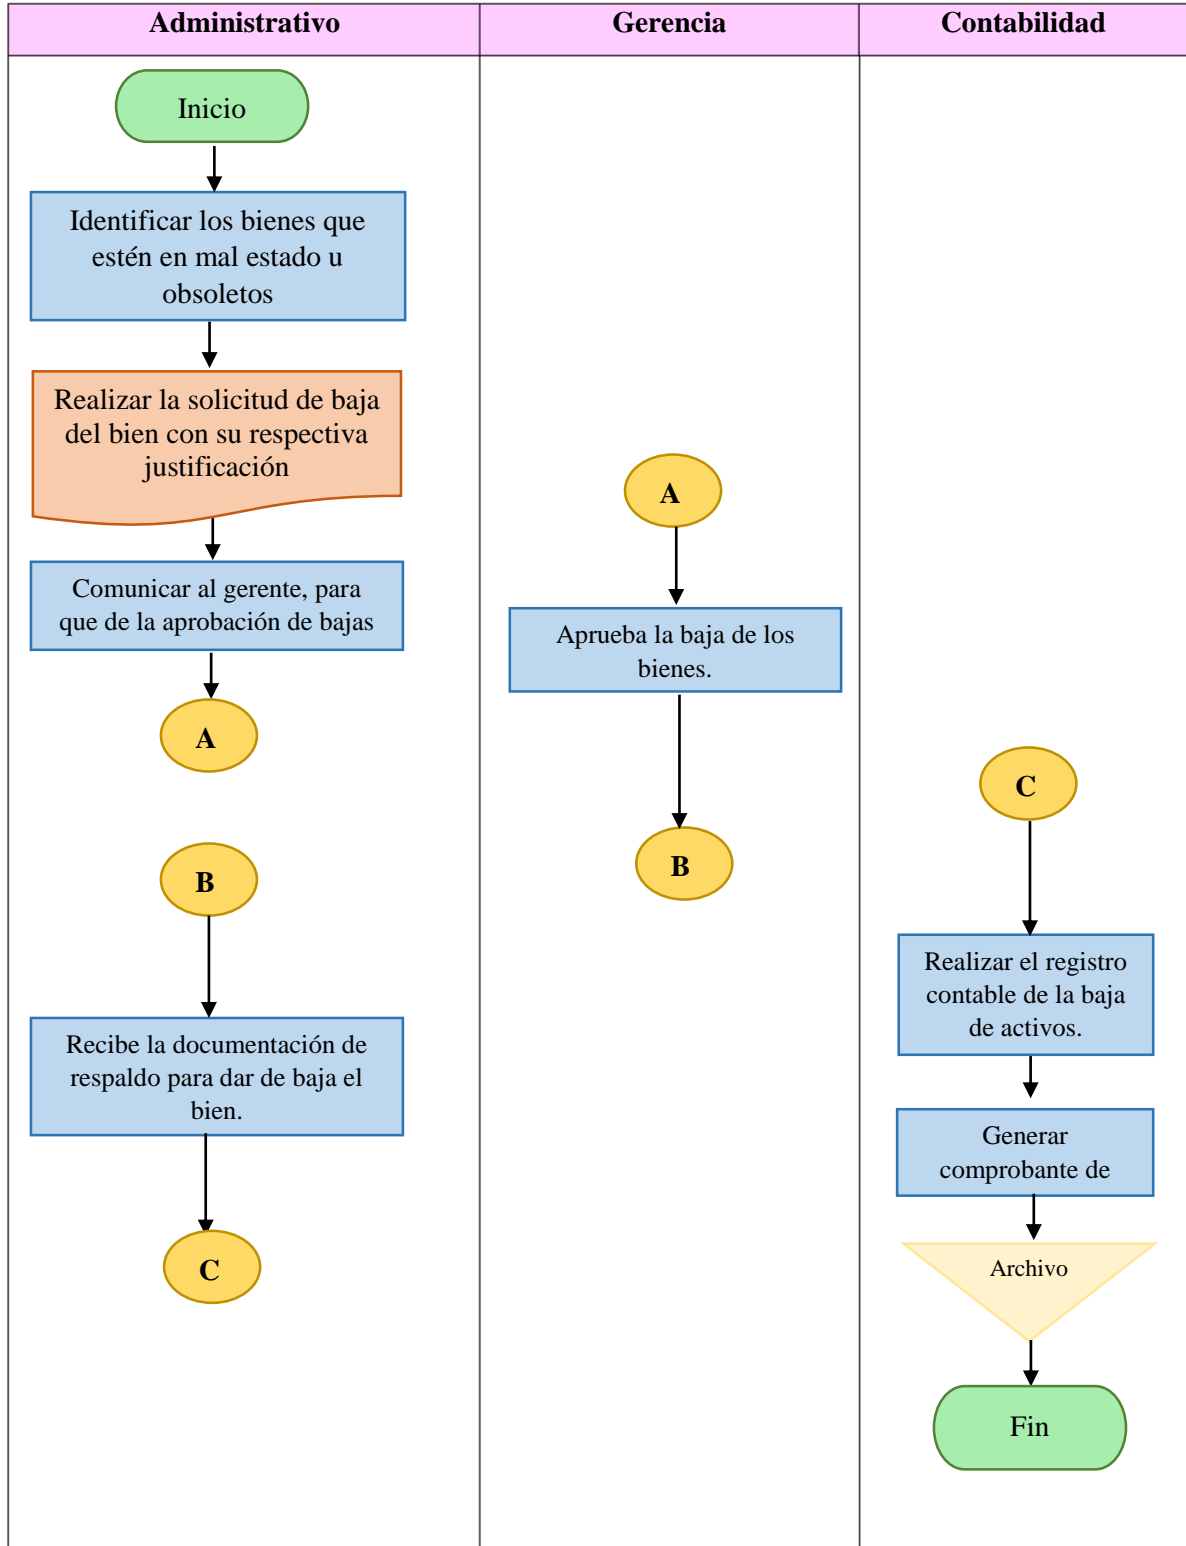 Administrativo
Gerencia
Contabilidad
Inicio
Identificar los bienes que
estén en mal estado u
obsoletos
Realizar la solicitud de baja
del bien con su respectiva
justificación
Comunicar al gerente, para
que de la aprobación de bajas
A
B
Recibe la documentación de
respaldo para dar de baja el
bien.
C
A
Aprueba la baja de los
bienes.
B
C
Realizar el registro
contable de la baja
de activos.
Generar
comprobante de
Archivo
Fin